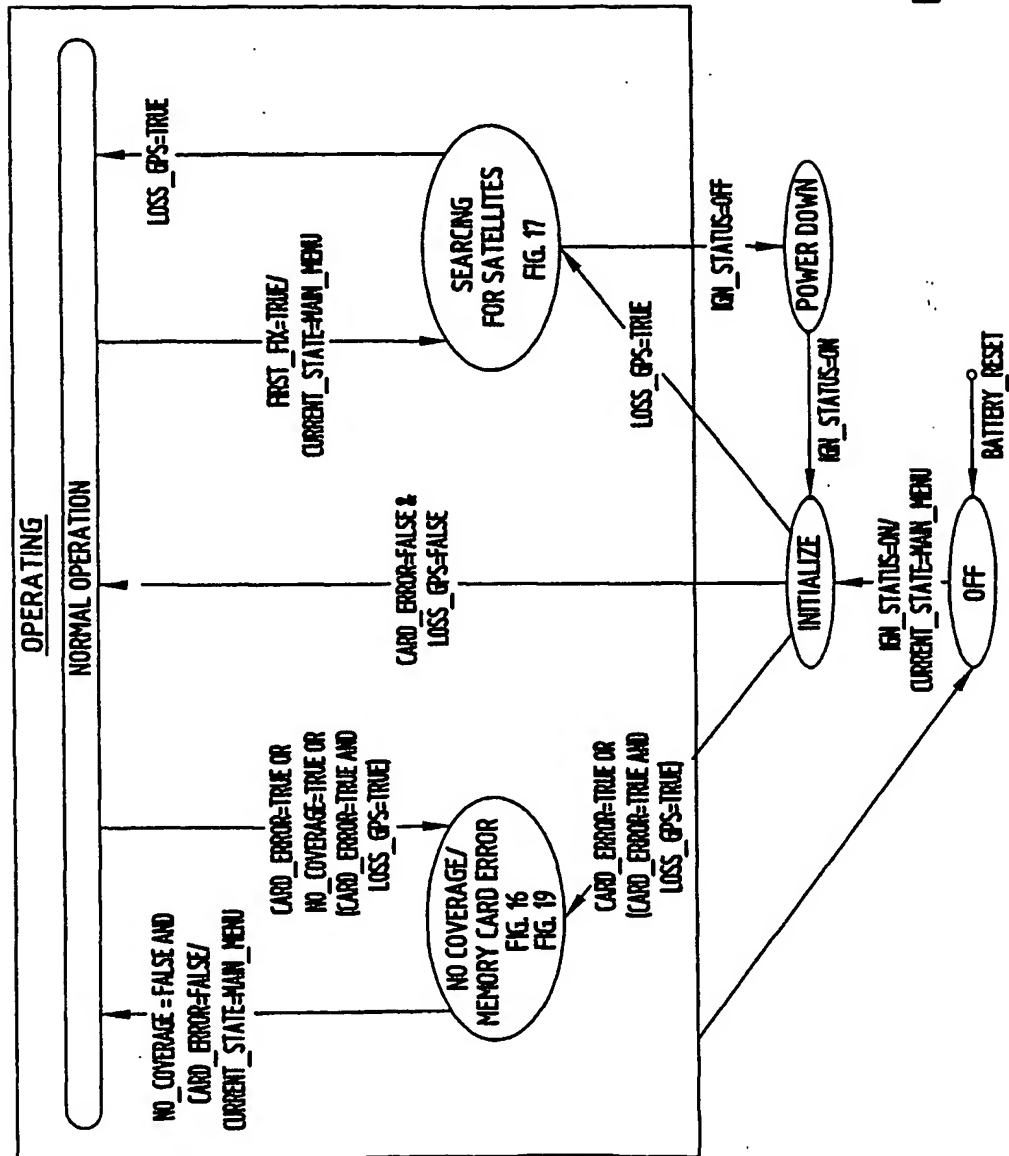 OPERATING
NORMAL OPERATION
NO_COVERAGE = FALSE AND
CARD_ERROR=FALSE/
CURRENT_STATE=MAIN_MENU
CARD_ERROR=TRUE OR
NO_COVERAGE=TRUE OR
(CARD_ERROR=TRUE AND
LOSS_GPS=TRUE)
CARD_ERROR=FALSE &
LOSS_GPS=FALSE
FIRST_FIX=TRUE/
CURRENT_STATE=MAIN_MENU
LOSS_GPS=TRUE
NO COVERAGE/
MEMORY CARD ERROR
FIG. 16
FIG. 19
SEARCING
FOR SATELLITES
FIG. 17
CARD_ERROR=TRUE OR
(CARD_ERROR=TRUE AND
LOSS_GPS=TRUE)
LOSS_GPS=TRUE
IGN_STATUS=OFF
INITIALIZE
IGN_STATUS=ON
POWER DOWN
IGN_STATUS=ON/
CURRENT_STATE=MAIN_MENU
OFF
BATTERY_RESET